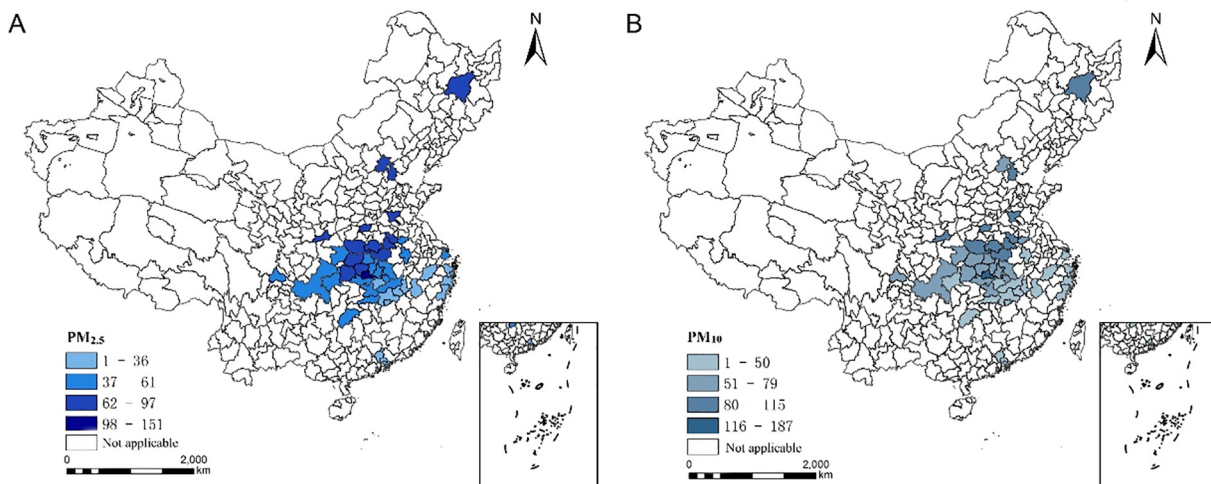 A
N
PM2.5
1 - 36
37 61
62 - 97
98 - 151
Not applicable
0 2,000
km
B
N
PM10
1 - 50
51 - 79
80 115
116 - 187
Not applicable
0 2,000
km